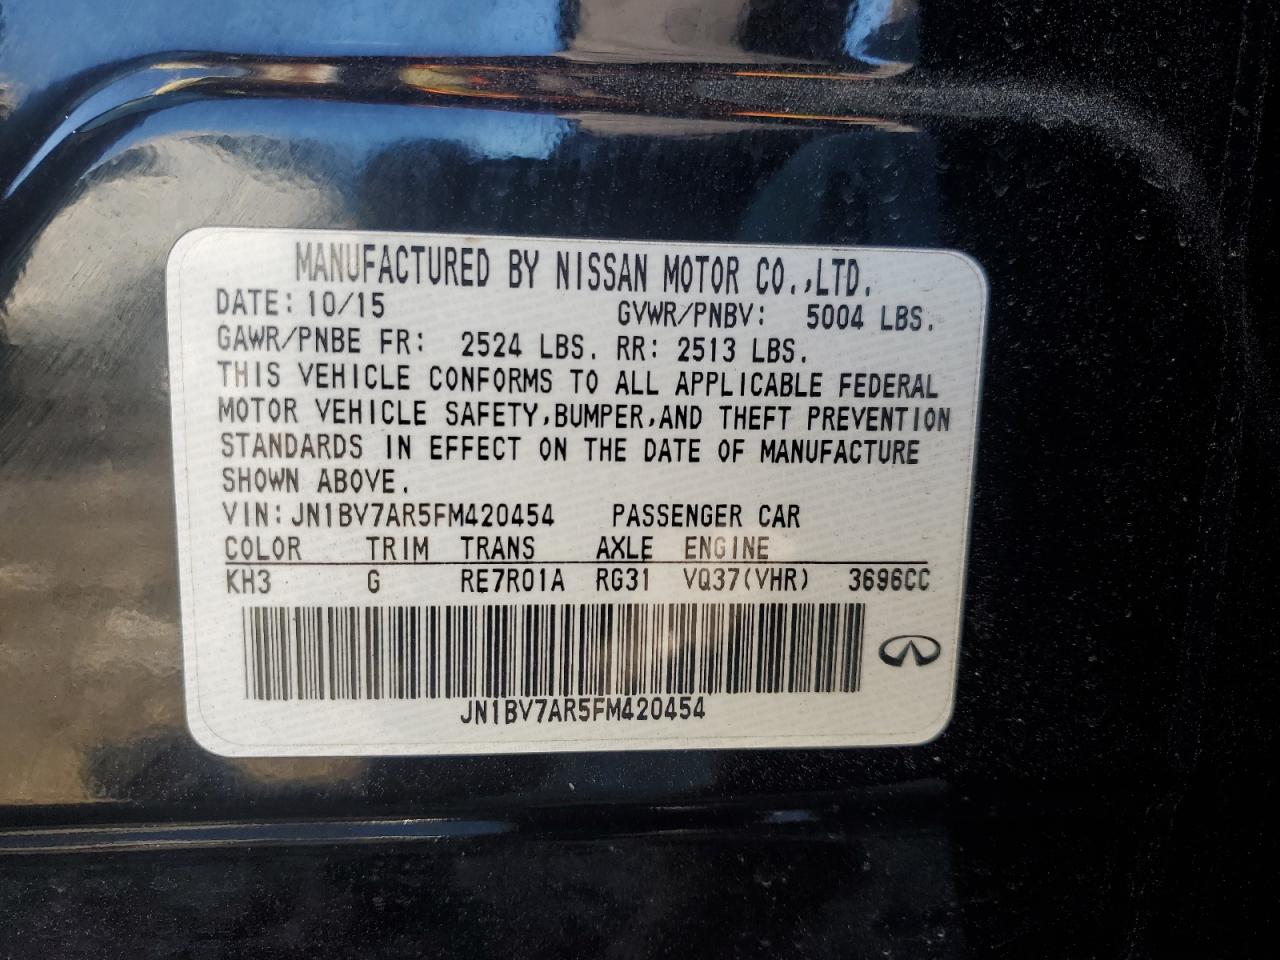 MANUFACTURED BY NISSAN MOTOR CO.,LTD.
DATE: 10/15 GVWR/PNBV: 5004 LBS.
GAWR/PNBE FR: 2524 LBS. RR: 2513 LBS.
THIS VEHICLE CONFORMS TO ALL APPLICABLE FEDERAL
MOTOR VEHICLE SAFETY,BUMPER,AND THEFT PREVENTION
STANDARDS IN EFFECT ON THE DATE OF MANUFACTURE
SHOWN ABOVE.
VIN:JN1BV7AR5FM420454 PASSENGER CAR
COLOR TRIM TRANS AXLE ENGINE
KH3 G RE7R01A RG31 VQ37(VHR) 3696CC
JN1BV7AR5FM420454